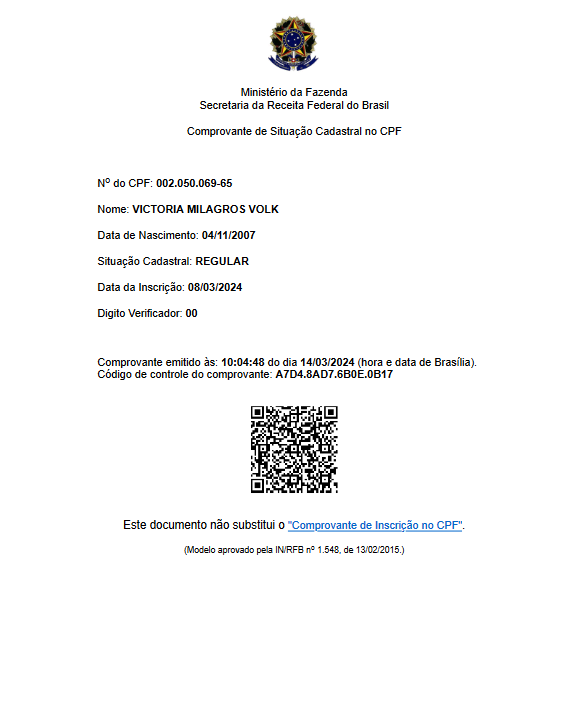 Ministério da Fazenda
Secretaria da Receita Federal do Brasil
Comprovante de Situação Cadastral no CPF
Nº do CPF: 002.050.069-65
Nome: VICTORIA MILAGROS VOLK
Data de Nascimento: 04/11/2007
Situação Cadastral: REGULAR
Data da Inscrição: 08/03/2024
Digito Verificador: 00
Comprovante emitido às: 10:04:48 do dia 14/03/2024 (hora e data de Brasília).
Código de controle do comprovante: A7D4.8AD7.6B0E.0B17
Este documento não substitui o "Comprovante de Inscrição no CPF".
(Modelo aprovado pela IN/RFB nº 1.548, de 13/02/2015.)